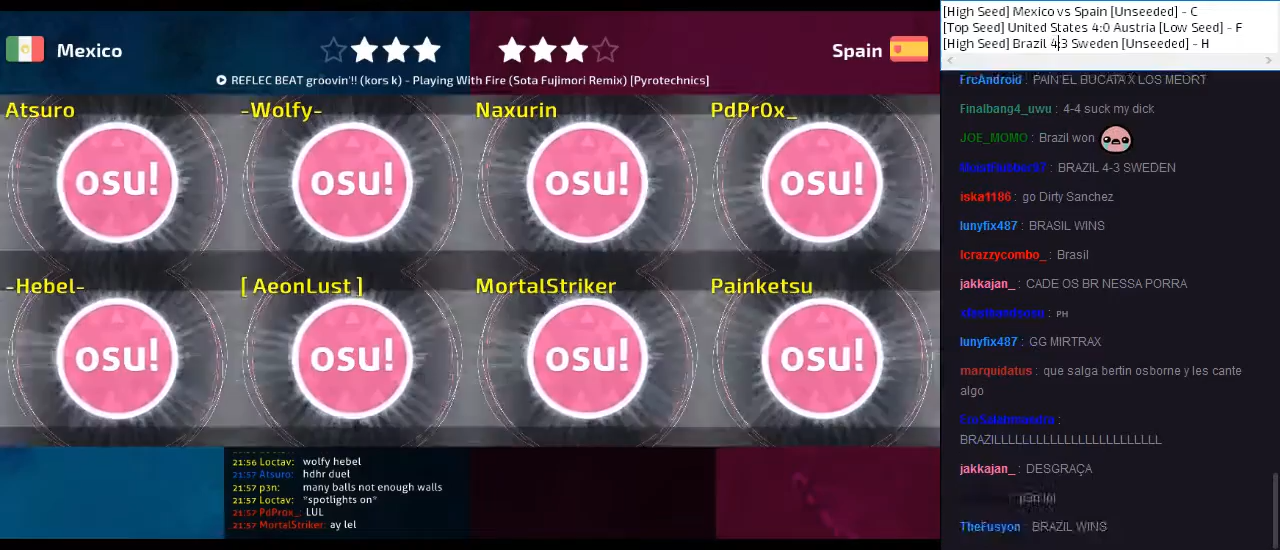 [High Seed] Mexico vs Spain [Unseeded] - C
[Top Seed] United States 4:0 Austria [Low Seed] - F
[High Seed] Brazil 4:3 Sweden [Unseeded] - H
Mexico
Spain
REFLEC BEAT groovin'!! (kors k) - Playing With Fire (Sota Fujimori Remix) [Pyrotechnics]
Atsuro
-Wolfy-
Naxurin
PdPr0x_
osu!
osu!
osu!
osu!
-Hebel-
[ AeonLust ]
MortalStriker
Painketsu
osu!
osu!
osu!
osu!
21:56 Loctav: wolfy hebel
21:57 Atsuro: hdhr duel
21:57 p3n: many balls not enough walls
21:57 Loctav: *spotlights on*
21:57 PdPr0x_: LUL
21:57 MortalStriker: ay lel
FrcAndroid : PAIN EL BUCATA X LOS MEORT
Finalbang4_uwu : 4-4 suck my dick
JOE_MOMO : Brazil won
BRAZIL 4-3 SWEDEN
iska1186 : go Dirty Sanchez
lunyfix487 : BRASIL WINS
lcrazzycombo_ : Brasil
jakkajan_ : CADE OS BR NESSA PORRA
: PH
lunyfix487 : GG MIRTRAX
marquidatus : que salga bertin osborne y les cante
algo
BRAZILLLLLLLLLLLLLLLLLLLLLLLLL
jakkajan_ : DESGRAÇA
TheFusyon : BRAZIL WINS